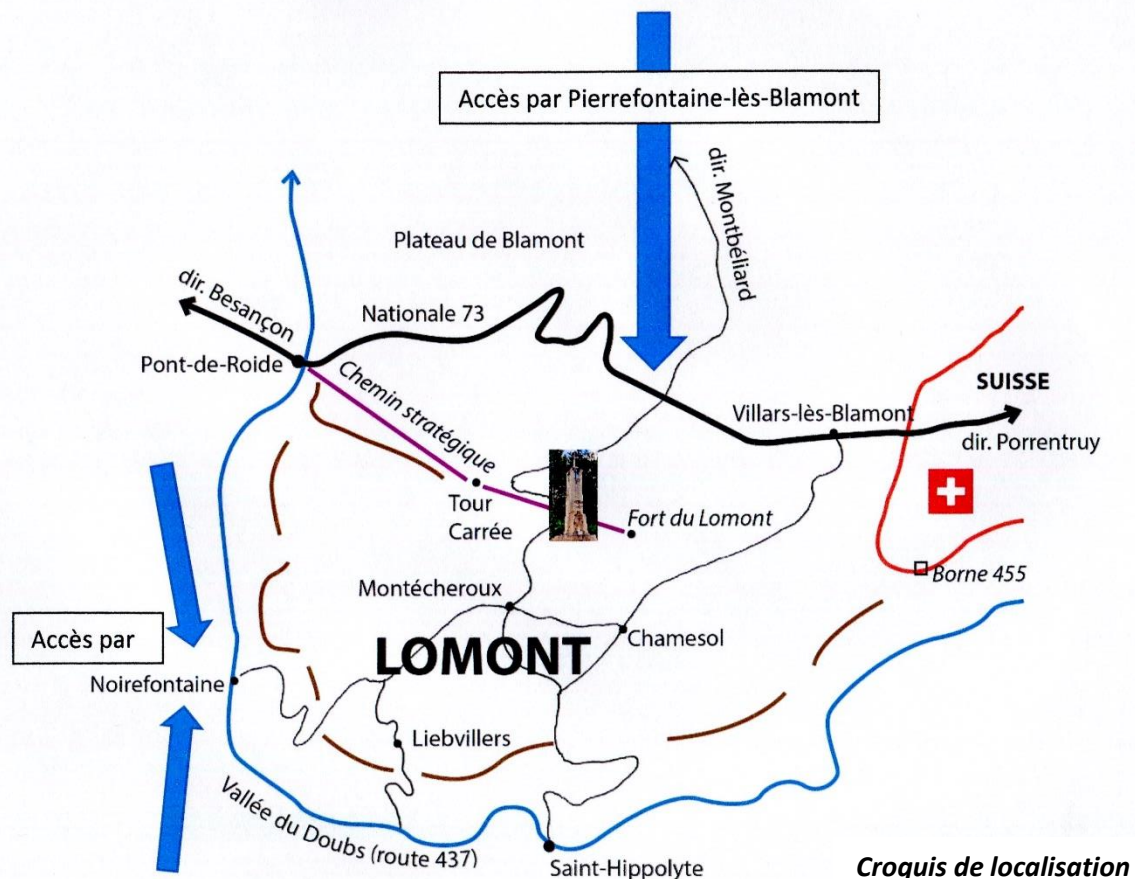 Accès par Pierrefontaine-lès-Blamont
dir. Montbéliard
Plateau de Blamont
dir. Besançon
Nationale 73
Pont-de-Roide
Chemin stratégique
SUISSE
Villars-lès-Blamont
dir. Porrentruy
Tour
Carrée
Fort du Lomont
Borne 455
Montécheroux
Accès par
LOMONT
Chamesol
Noirefontaine
Liebvillers
Vallée du Doubs (route 437)
Saint-Hippolyte
Croquis de localisation